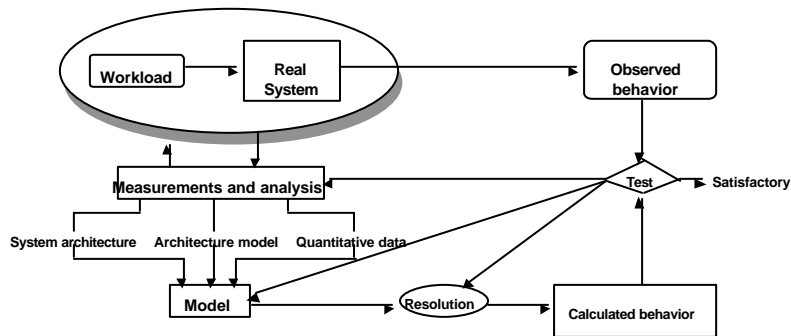 Workload
Real
System
Observed
behavior
Measurements and analysis
Test
Satisfactory
System architecture
Architecture model
Quantitative data
Model
Resolution
Calculated behavior